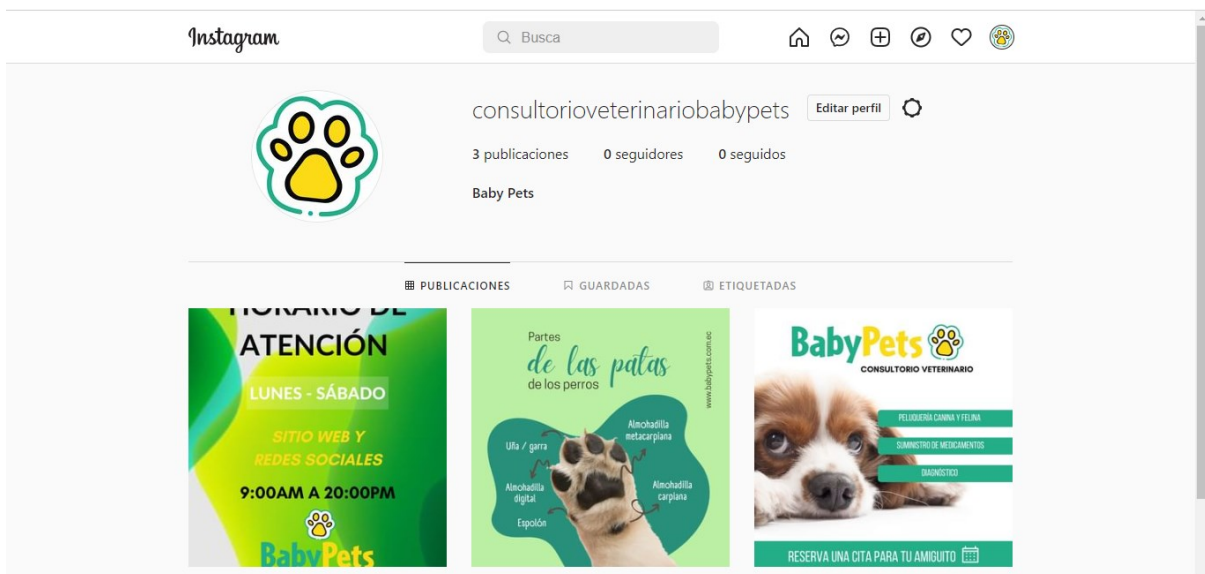 Instagram
Busca
consultorioveterinariobabypets Editar perfil
3 publicaciones 0 seguidores 0 seguidos
Baby Pets
PUBLICACIONES GUARDADAS ETIQUETADAS
HORARIO DE
ATENCIÓN
LUNES - SÁBADO
SITIO WEB Y
REDES SOCIALES
9:00AM A 20:00PM
BabyPets
Partes
de las patas
de los perros
www.babypets.com.ec
Uña / garra
Almohadilla
metacarpiana
Almohadilla
digital
Almohadilla
carpiana
Espolón
BabyPets
CONSULTORIO VETERINARIO
PELUQUERÍA CANINA Y FELINA
SUMINISTRO DE MEDICAMENTOS
DIAGNÓSTICO
RESERVA UNA CITA PARA TU AMIGUITO